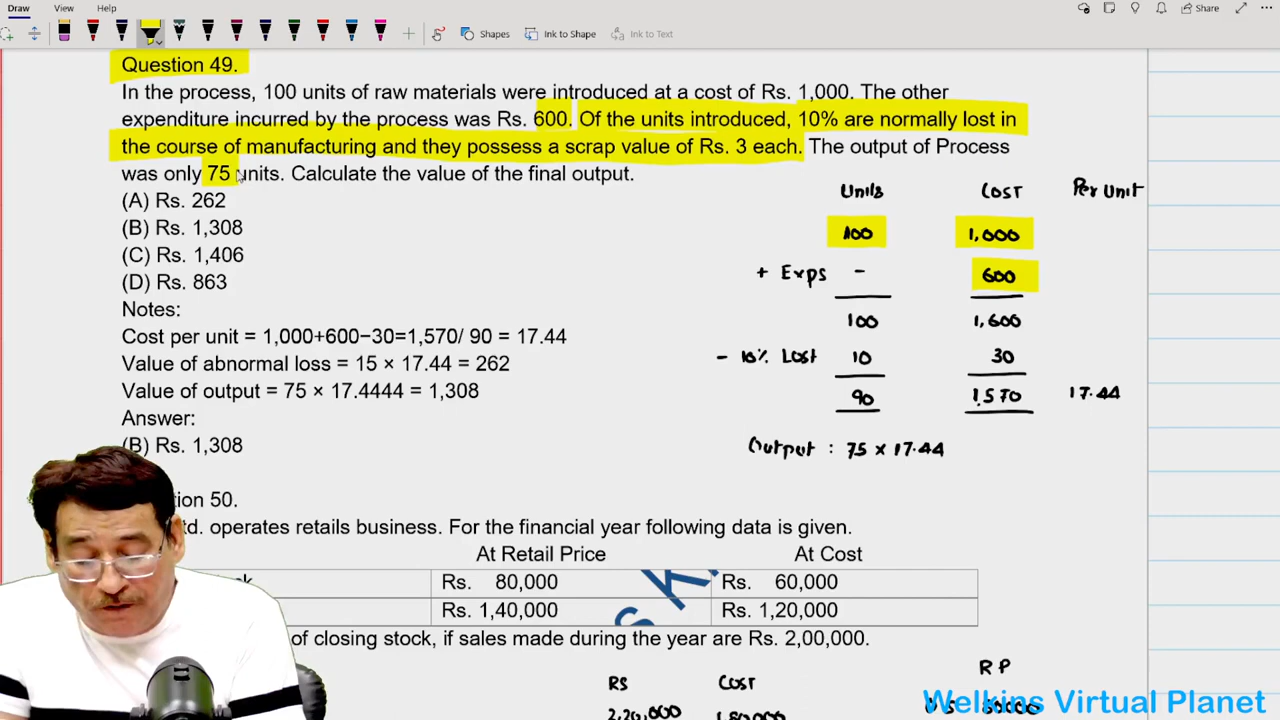 Draw View Help Share
Shapes Ink to Shape Ink to Text
Question 49.
In the process, 100 units of raw materials were introduced at a cost of Rs. 1,000. The other
expenditure incurred by the process was Rs. 600. Of the units introduced, 10% are normally lost in
the course of manufacturing and they possess a scrap value of Rs. 3 each. The output of Process
was only 75 units. Calculate the value of the final output.
Units Cost Per Unit
(A) Rs. 262
(B) Rs. 1,308
100 1,000
(C) Rs. 1,406
+ Exps - 600
(D) Rs. 863
Notes:
100 1,600
Cost per unit = 1,000+600−30=1,570/ 90 = 17.44
- 10% Lost 10 30
Value of abnormal loss = 15 × 17.44 = 262
Value of output = 75 × 17.4444 = 1,308
90 1,570 17.44
Answer:
(B) Rs. 1,308
Output : 75 × 17.44
tion 50.
td. operates retails business. For the financial year following data is given.
At Retail Price At Cost
k Rs. 80,000 Rs. 60,000
Rs. 1,40,000 Rs. 1,20,000
of closing stock, if sales made during the year are Rs. 2,00,000.
RP
RS Cost
2,20,000 1,80,000 80000
Welkins Virtual Planet